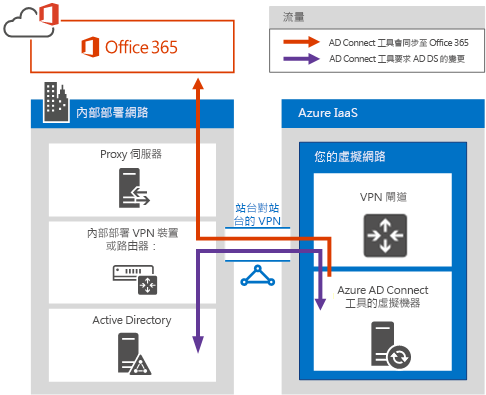 Office 365
流量
AD Connect 工具會同步至 Office 365
AD Connect 工具要求 AD DS 的變更
內部部署網路
Proxy 伺服器
內部部署 VPN 裝置
或路由器：
Active Directory
站台對站
台的 VPN
Azure IaaS
您的虛擬網路
VPN 閘道
Azure AD Connect
工具的虛擬機器